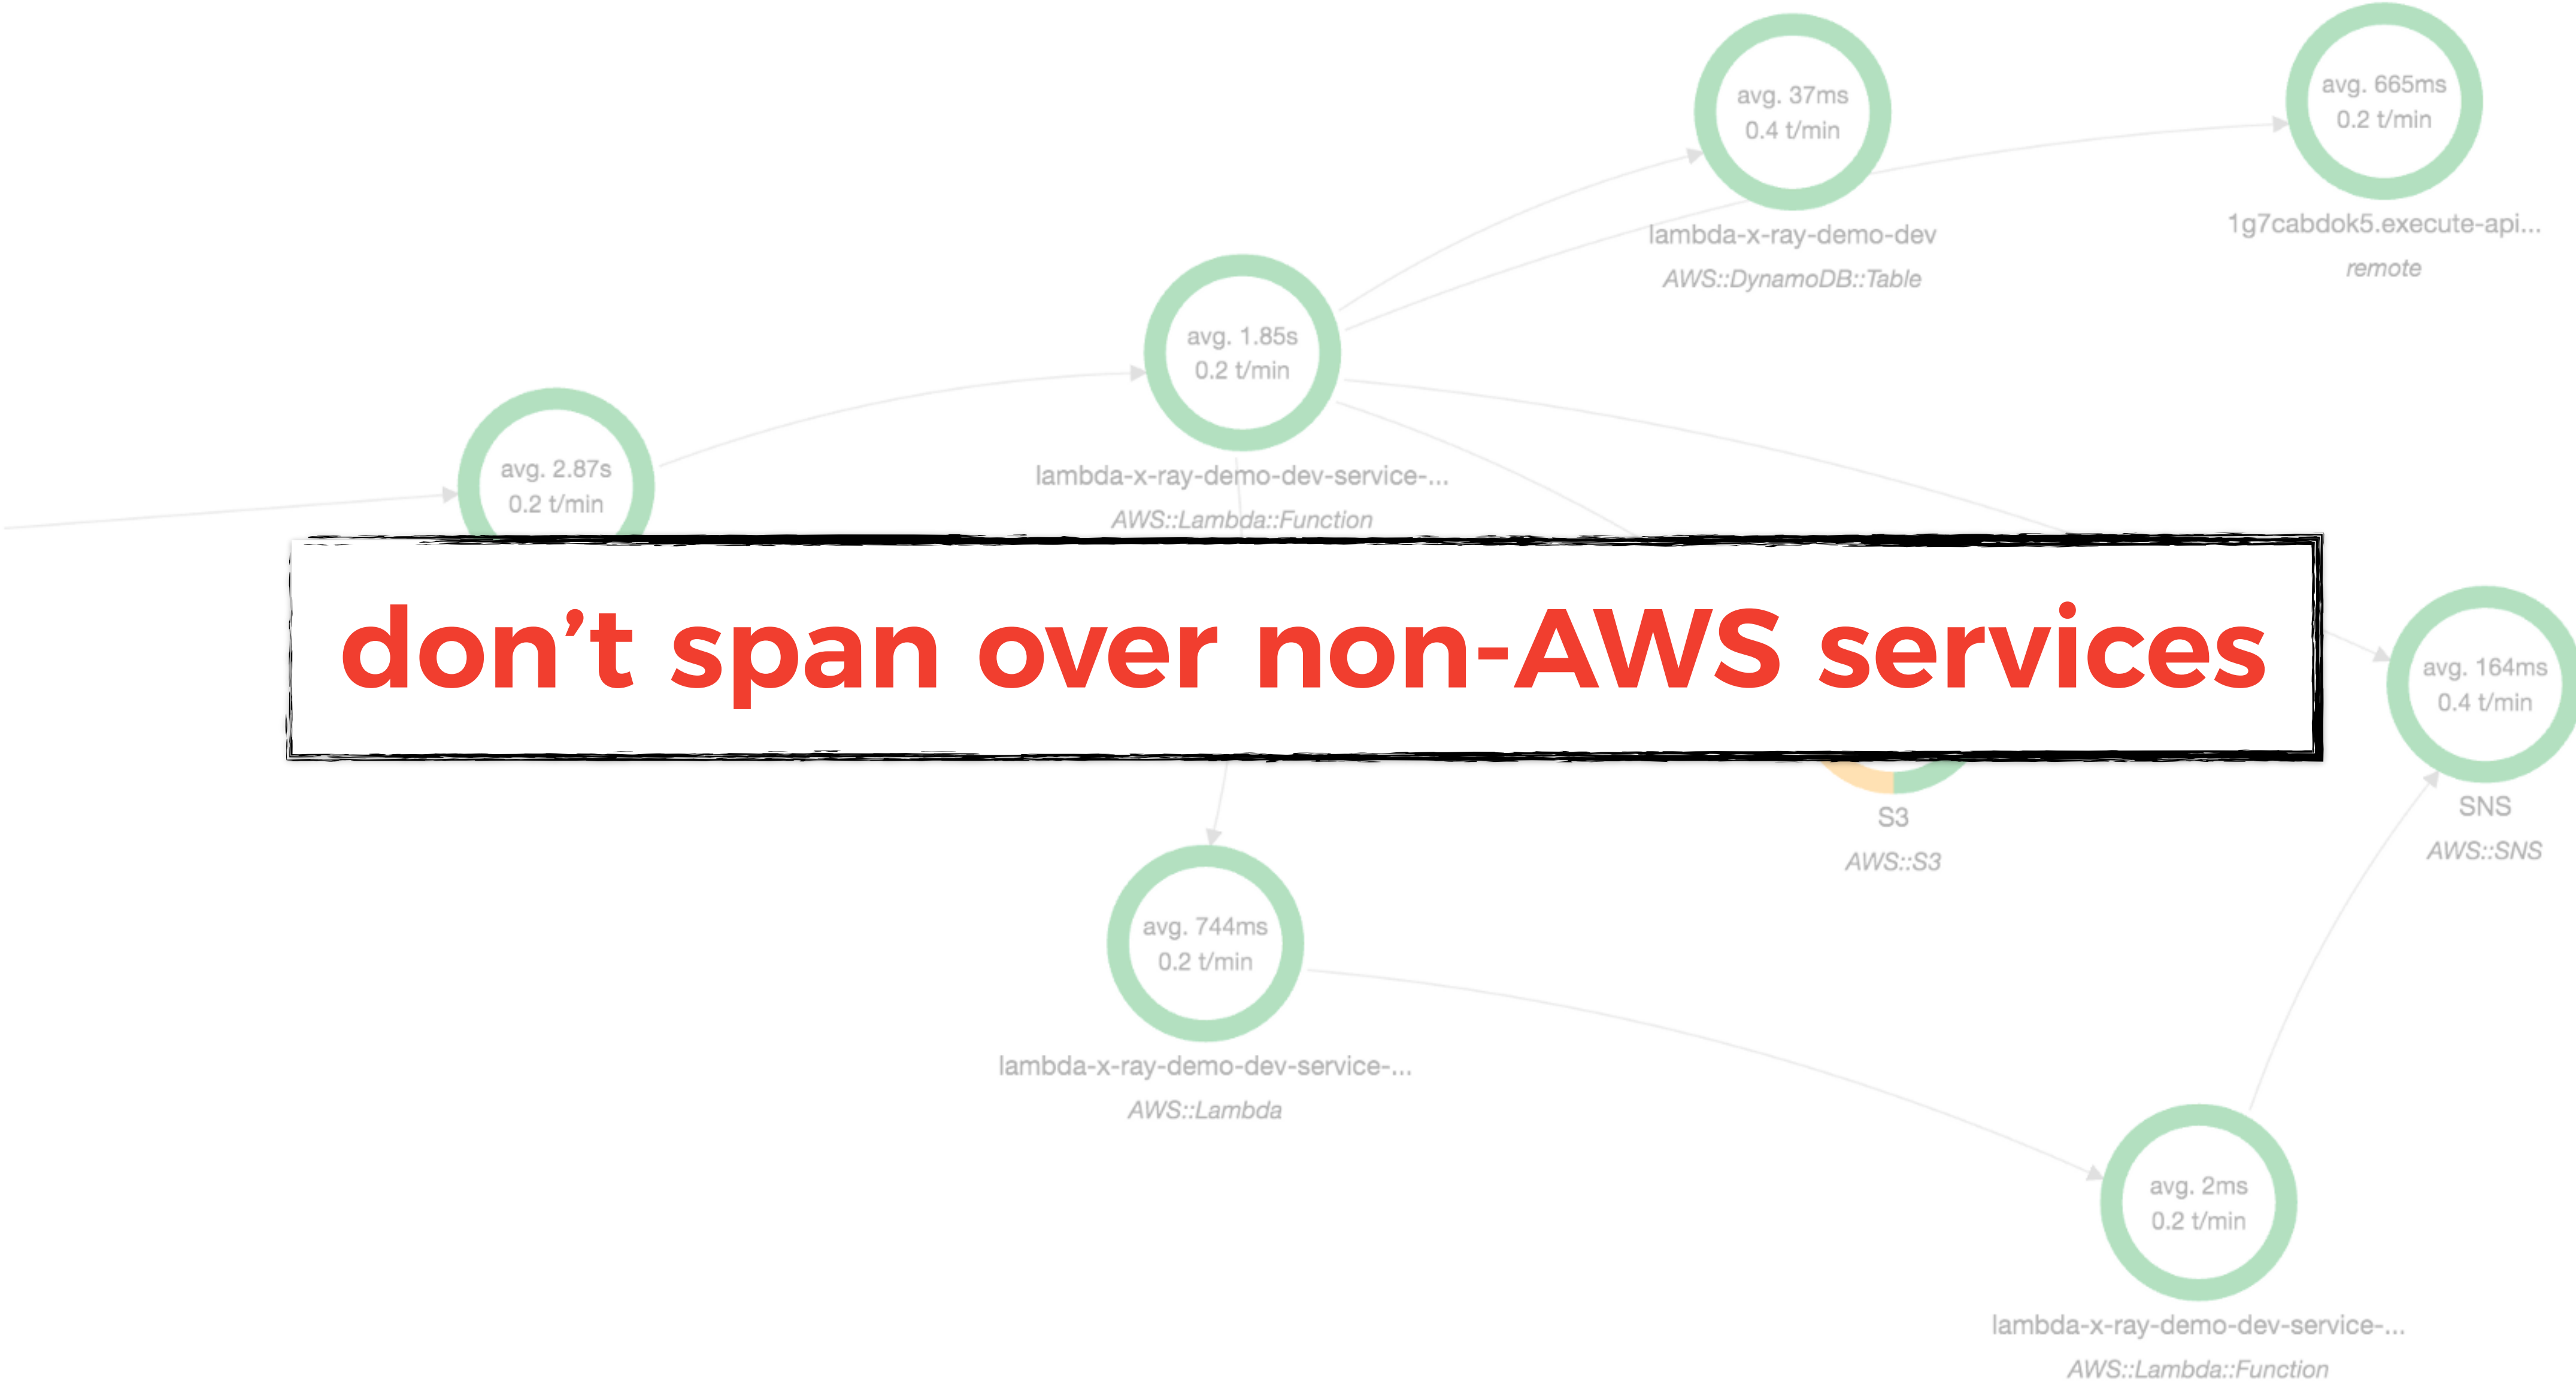 avg. 37ms
0.4 t/min
lambda-x-ray-demo-dev
AWS::DynamoDB::Table
avg. 665ms
0.2 t/min
1g7cabdok5.execute-api...
remote
avg. 1.85s
0.2 t/min
lambda-x-ray-demo-dev-service-...
AWS::Lambda::Function
avg. 2.87s
0.2 t/min
don’t span over non-AWS services
avg. 164ms
0.4 t/min
SNS
AWS::SNS
S3
AWS::S3
avg. 744ms
0.2 t/min
lambda-x-ray-demo-dev-service-...
AWS::Lambda
avg. 2ms
0.2 t/min
lambda-x-ray-demo-dev-service-...
AWS::Lambda::Function